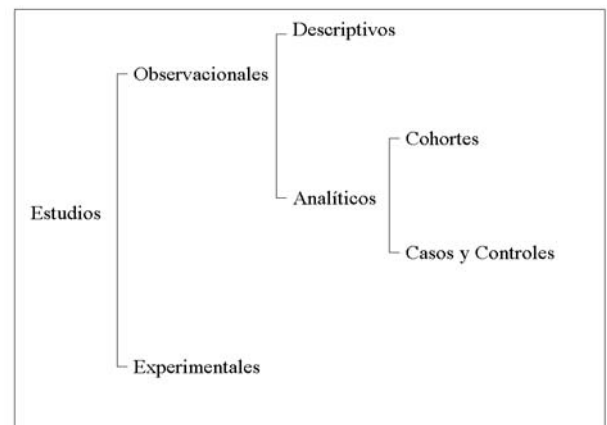 Descriptivos
Observacionales
Cohortes
Analíticos
Estudios
Casos y Controles
Experimentales